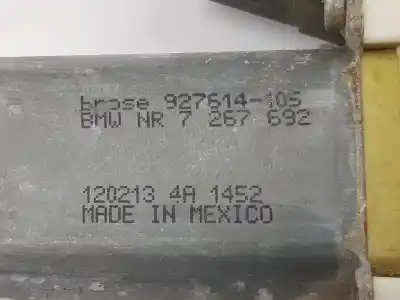 brose 927614-105
BMW NR 7 267 692
120213 4A 1452
MADE IN MEXICO